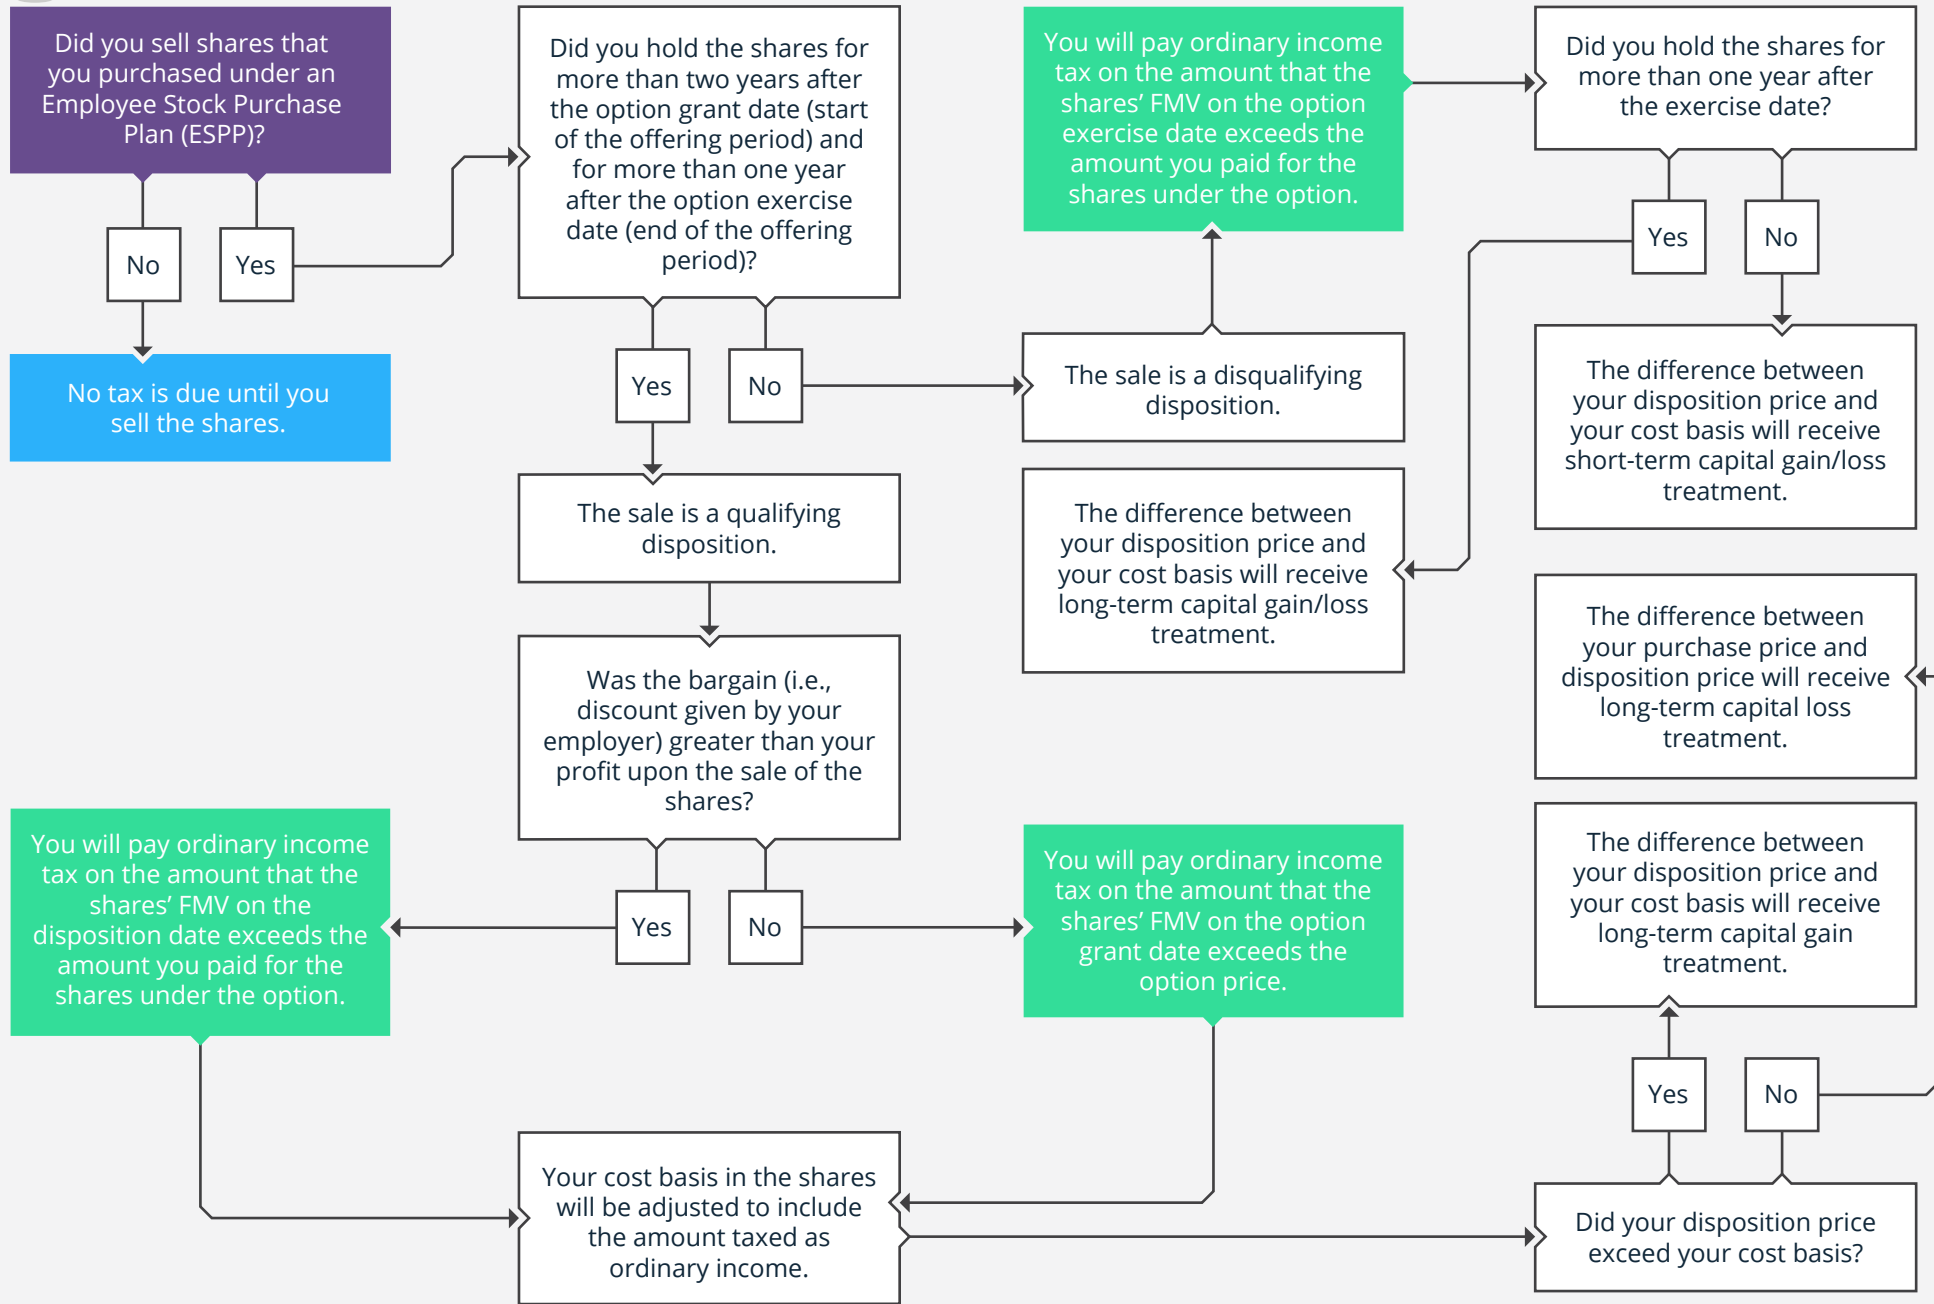 Did you sell shares that
you purchased under an
Employee Stock Purchase
Plan (ESPP)?
No
Yes
No tax is due until you
sell the shares.
Did you hold the shares for
more than two years after
the option grant date (start
of the offering period) and
for more than one year
after the option exercise
date (end of the offering
period)?
Yes
No
The sale is a qualifying
disposition.
The sale is a disqualifying
disposition.
You will pay ordinary income
tax on the amount that the
shares’ FMV on the option
exercise date exceeds the
amount you paid for the
shares under the option.
Did you hold the shares for
more than one year after
the exercise date?
Yes
No
The difference between
your disposition price and
your cost basis will receive
short-term capital gain/loss
treatment.
The difference between
your disposition price and
your cost basis will receive
long-term capital gain/loss
treatment.
Was the bargain (i.e.,
discount given by your
employer) greater than your
profit upon the sale of the
shares?
Yes
No
You will pay ordinary income
tax on the amount that the
shares’ FMV on the
disposition date exceeds the
amount you paid for the
shares under the option.
You will pay ordinary income
tax on the amount that the
shares’ FMV on the option
grant date exceeds the
option price.
Your cost basis in the shares
will be adjusted to include
the amount taxed as
ordinary income.
Did your disposition price
exceed your cost basis?
Yes
No
The difference between
your disposition price and
your cost basis will receive
long-term capital gain
treatment.
The difference between
your purchase price and
disposition price will receive
long-term capital loss
treatment.